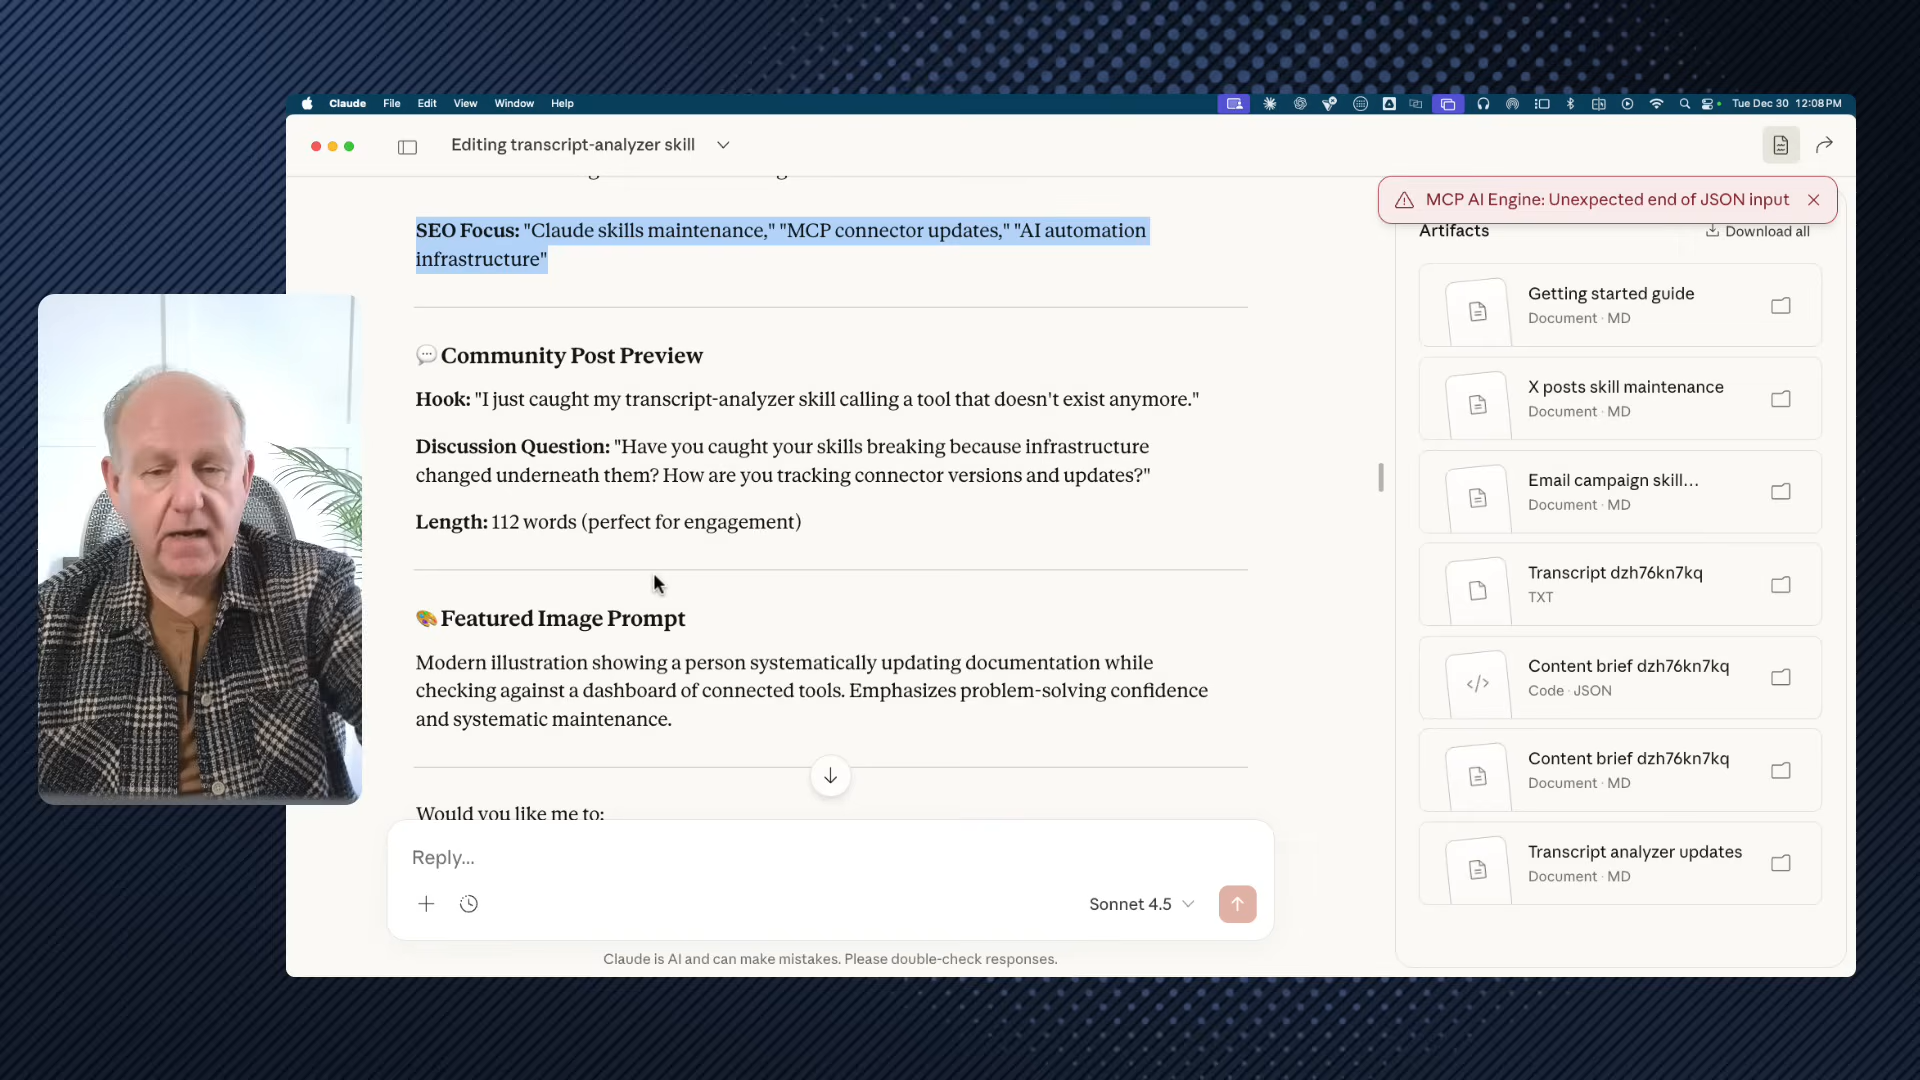 Claude File Edit View Window Help
Tue Dec 30 12:08 PM
Editing transcript-analyzer skill
MCP AI Engine: Unexpected end of JSON input
SEO Focus: "Claude skills maintenance," "MCP connector updates," "AI automation
infrastructure"
💬 Community Post Preview
Hook: "I just caught my transcript-analyzer skill calling a tool that doesn't exist anymore."
Discussion Question: "Have you caught your skills breaking because infrastructure
changed underneath them? How are you tracking connector versions and updates?"
Length: 112 words (perfect for engagement)
🎨 Featured Image Prompt
Modern illustration showing a person systematically updating documentation while
checking against a dashboard of connected tools. Emphasizes problem-solving confidence
and systematic maintenance.
Would you like me to:
Reply...
Sonnet 4.5
Claude is AI and can make mistakes. Please double-check responses.
Artifacts
Download all
Getting started guide
Document · MD
X posts skill maintenance
Document · MD
Email campaign skill...
Document · MD
Transcript dzh76kn7kq
TXT
Content brief dzh76kn7kq
Code · JSON
Content brief dzh76kn7kq
Document · MD
Transcript analyzer updates
Document · MD